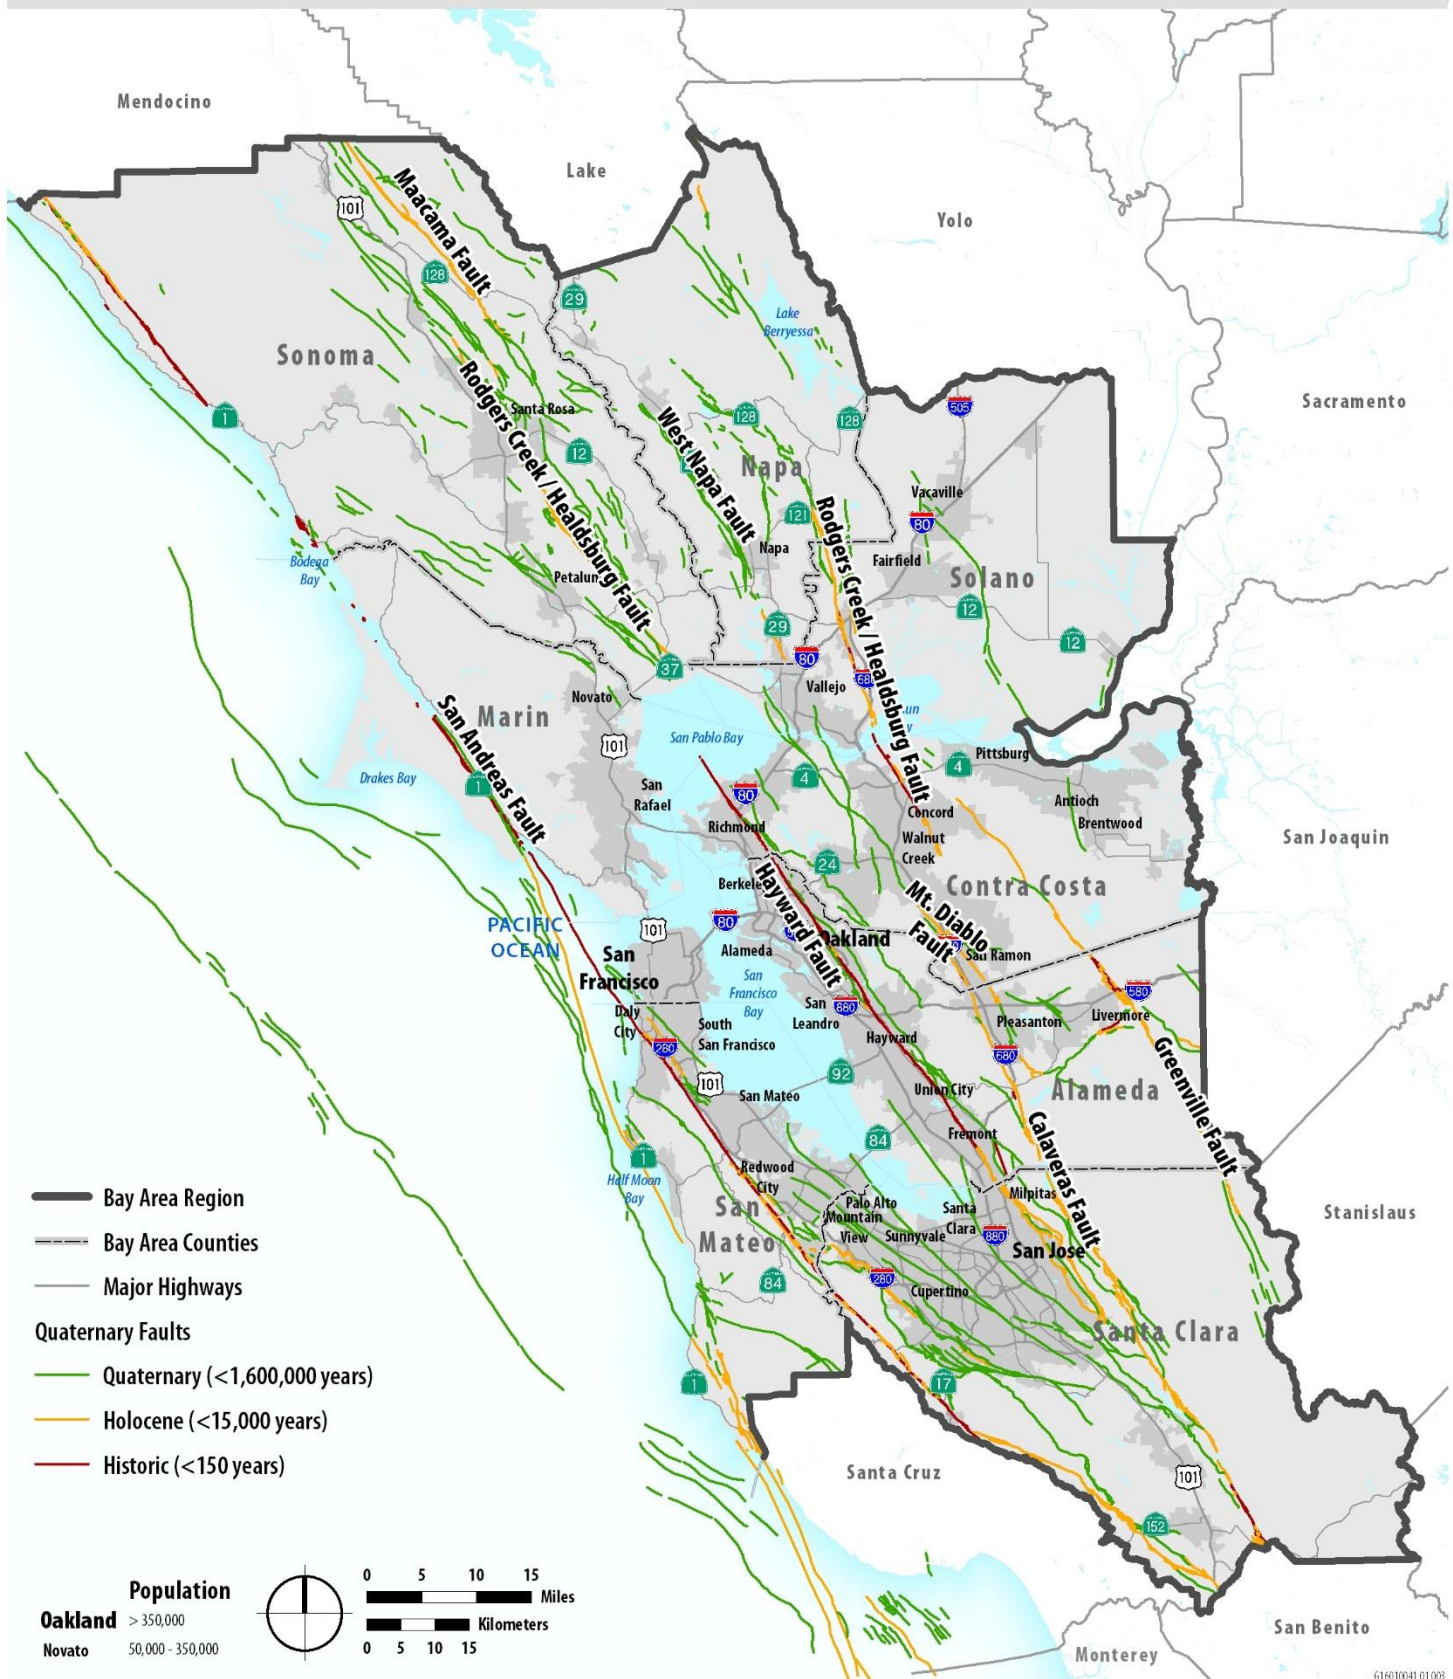 Mendocino
Lake
Yolo
Sacramento
San Joaquin
Stanislaus
San Benito
Monterey
Santa Cruz
101
Maacama Fault
128
29
Lake
Berryessa
Sonoma
1
Rodgers Creek / Healdsburg Fault
Santa Rosa
12
West Napa Fault
128
128
505
Napa
Vacaville
80
121
Rodgers Creek / Healdsburg Fault
Napa
Fairfield
Solano
12
12
Bodega
Bay
29
80
37
Vallejo
Novato
Marin
San Andreas Fault
101
San Pablo Bay
4
4
Pittsburg
Drakes Bay
1
San
Rafael
80
Richmond
Concord
Antioch
Brentwood
Walnut
Creek
24
Contra Costa
Hayward Fault
Mt. Diablo
Fault
PACIFIC
OCEAN
101
80
Oakland
Alameda
San Ramon
San
Francisco
San
Francisco
Bay
San
Leandro
880
580
Daly
City
South
San Francisco
Pleasanton
Livermore
Hayward
280
680
Greenville Fault
101
92
San Mateo
Union City
Alameda
Fremont
Calaveras Fault
84
1
Half Moon
Bay
Redwood
City
San
Mateo
Palo Alto
Mountain
View
Sunnyvale
Santa
Clara
Milpitas
880
San Jose
84
280
Cupertino
Santa Clara
1
17
101
152
Bay Area Region
Bay Area Counties
Major Highways
Quaternary Faults
Quaternary (<1,600,000 years)
Holocene (<15,000 years)
Historic (<150 years)
Population
Oakland > 350,000
Novato 50,000 - 350,000
0 5 10 15
Miles
Kilometers
0 5 10 15